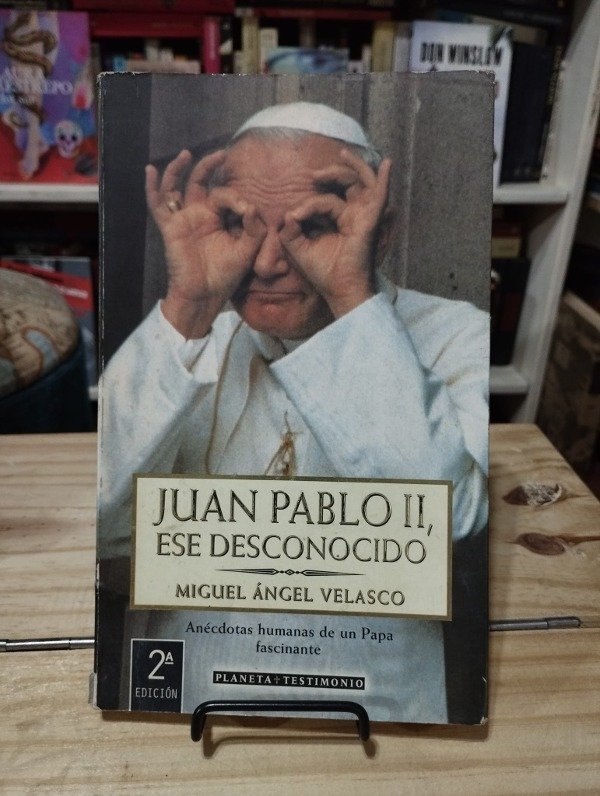 DON WINSLOW
JUAN PABLO II,
ESE DESCONOCIDO
MIGUEL ÁNGEL VELASCO
Anécdotas humanas de un Papa
fascinante
2ª
EDICIÓN
PLANETA✝TESTIMONIO